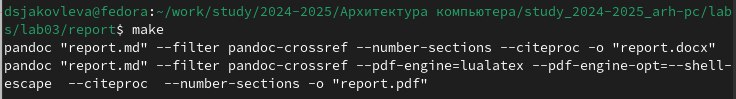 dsjakovleva@fedora:~/work/study/2024-2025/Архитектура компьютера/study_2024-2025_arh-pc/lab
s/lab03/report$ make
pandoc "report.md" --filter pandoc-crossref --number-sections --citeproc -o "report.docx"
pandoc "report.md" --filter pandoc-crossref --pdf-engine=lualatex --pdf-engine-opt=--shell-
escape  --citeproc  --number-sections -o "report.pdf"